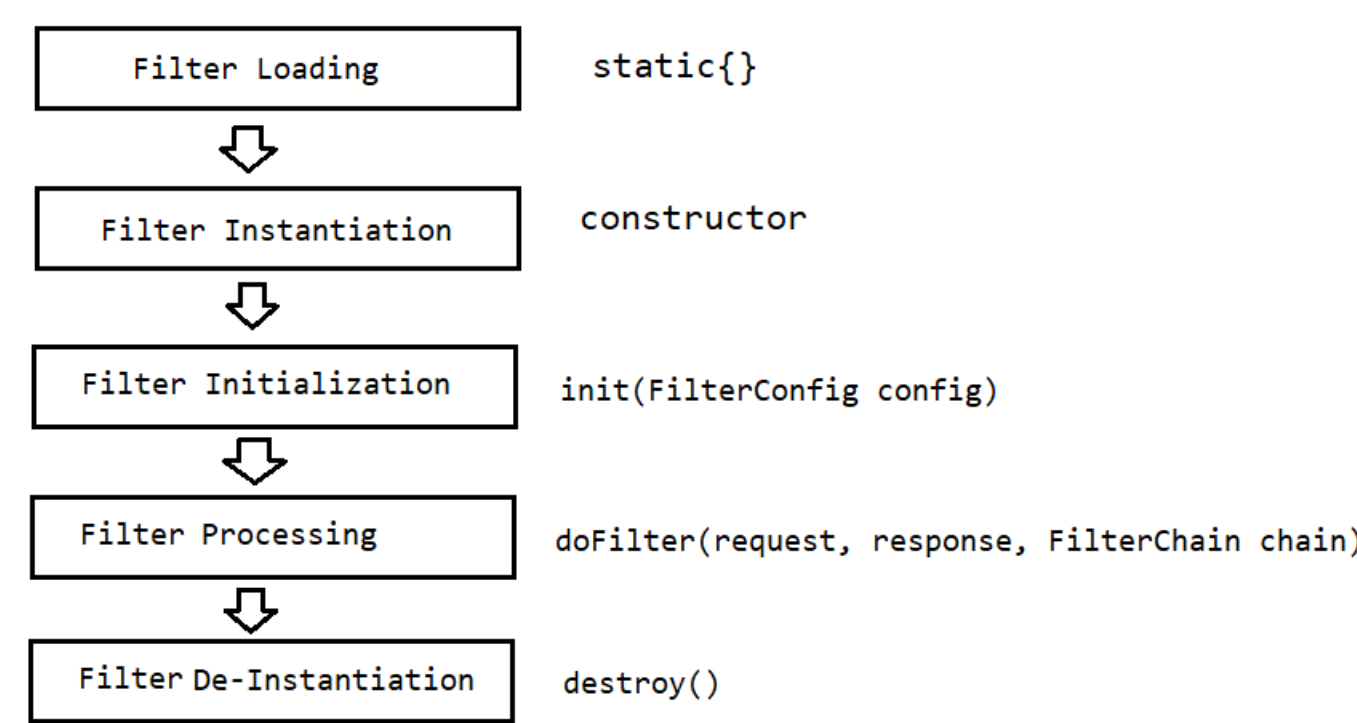 Filter Loading static{}
Filter Instantiation constructor
Filter Initialization init(FilterConfig config)
Filter Processing doFilter(request, response, FilterChain chain)
Filter De-Instantiation destroy()